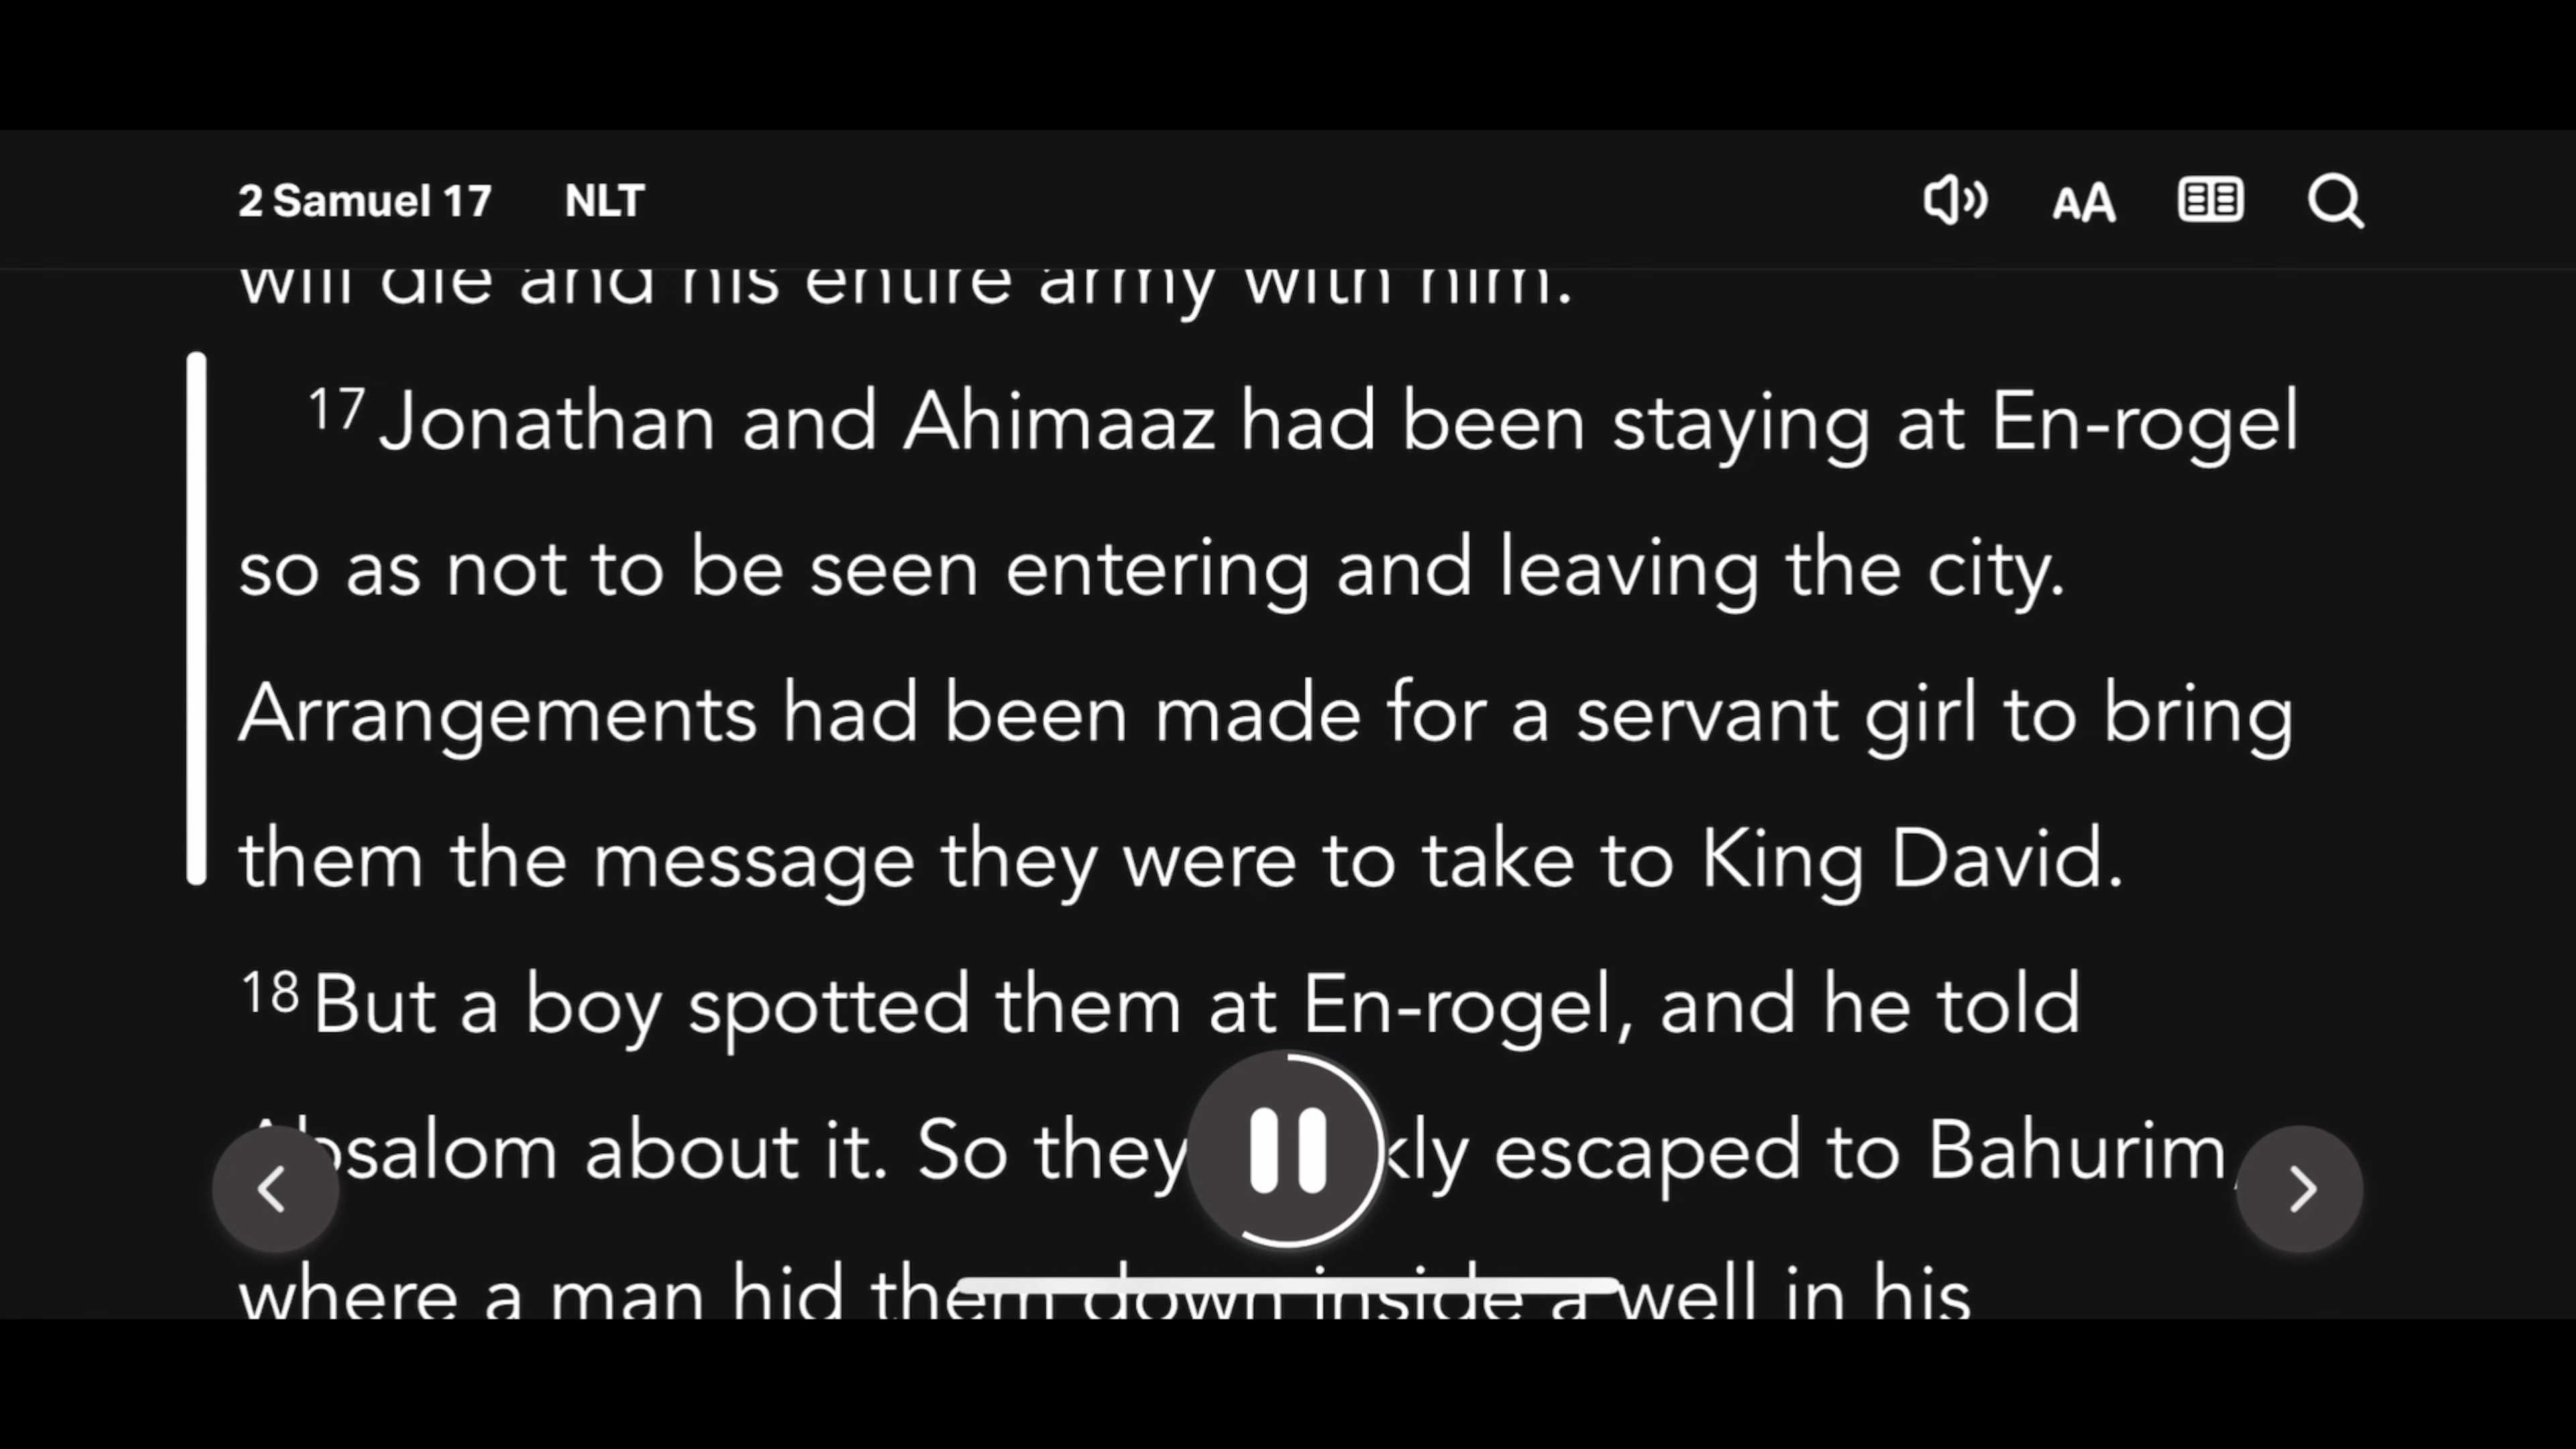 2 Samuel 17 NLT AA
will die and his entire army with him.
17 Jonathan and Ahimaaz had been staying at En-rogel
so as not to be seen entering and leaving the city.
Arrangements had been made for a servant girl to bring
them the message they were to take to King David.
18 But a boy spotted them at En-rogel, and he told
Absalom about it. So they escaped to Bahurim,
where a man hid them down inside a well in his